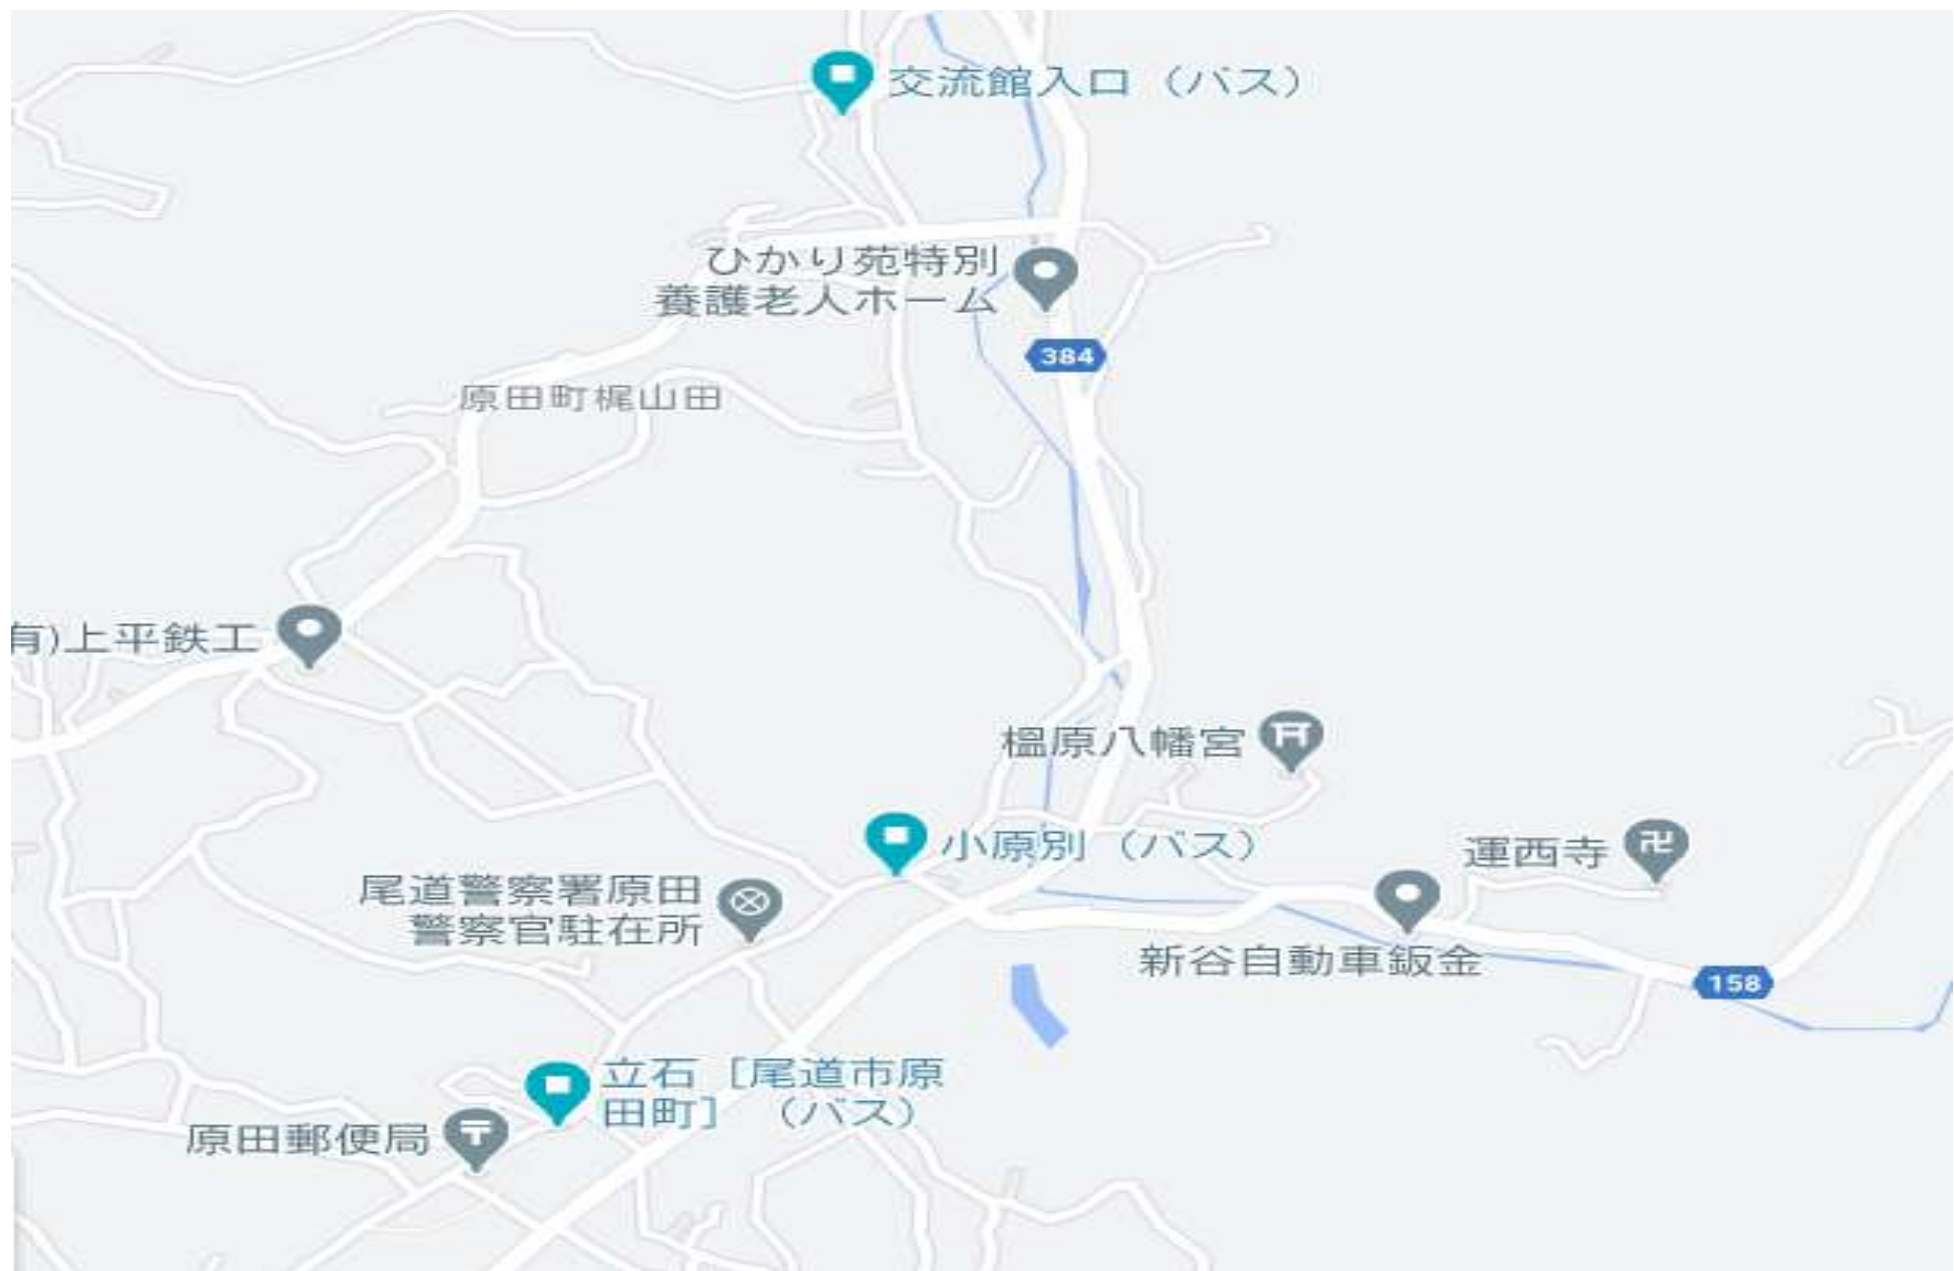 交流館入口（バス）
ひかり苑特別
養護老人ホーム
384
原田町梶山田
有)上平鉄工
榲原八幡宮
小原別（バス）
運西寺
尾道警察署原田
警察官駐在所
新谷自動車鈑金
158
立石［尾道市原
田町］（バス）
原田郵便局